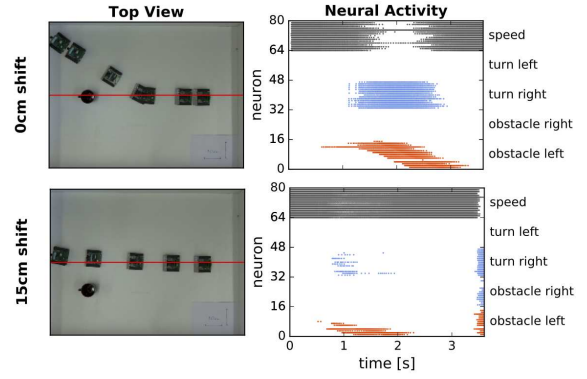 Top View
Neural Activity
0cm shift
neuron
80
64
48
32
16
0
speed
turn left
turn right
obstacle right
obstacle left
15cm shift
neuron
80
64
48
32
16
0
speed
turn left
turn right
obstacle right
obstacle left
0 1 2 3
time [s]